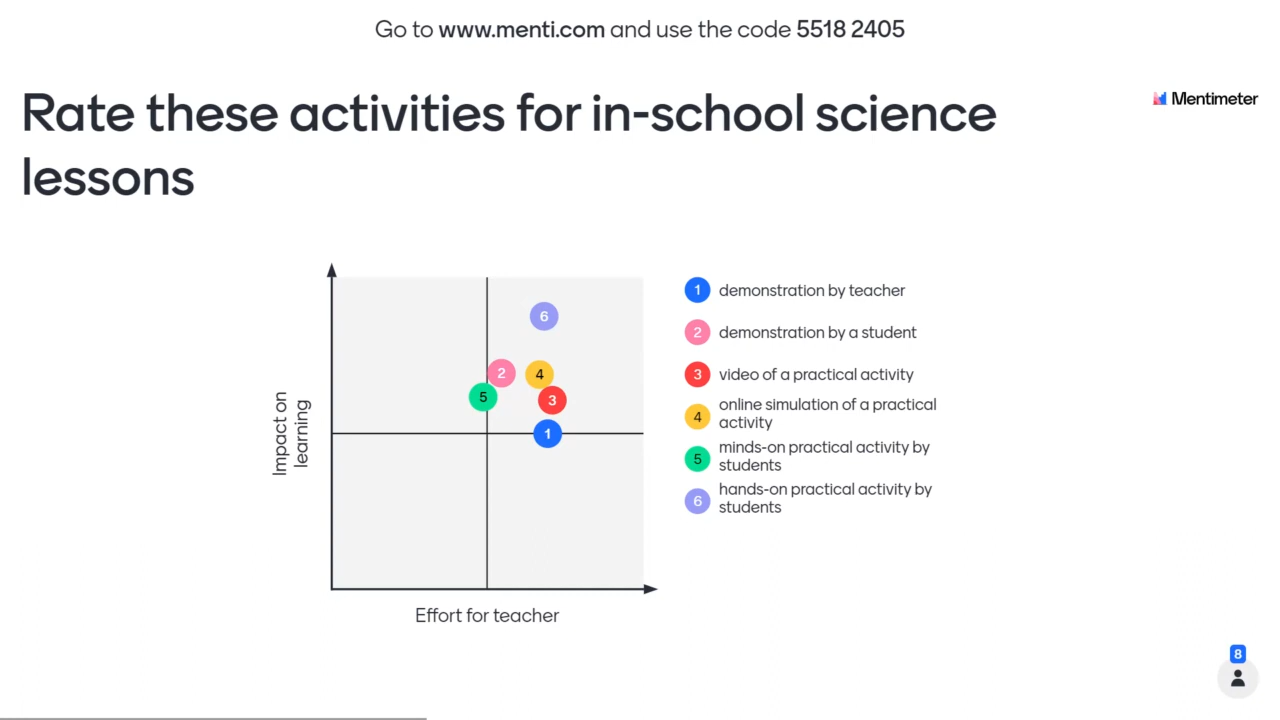 Go to www.menti.com and use the code 5518 2405
Rate these activities for in-school science
lessons
Mentimeter
Impact on
learning
6
2
4
5
3
1
Effort for teacher
1 demonstration by teacher
2 demonstration by a student
3 video of a practical activity
4 online simulation of a practical
activity
5 minds-on practical activity by
students
6 hands-on practical activity by
students
8